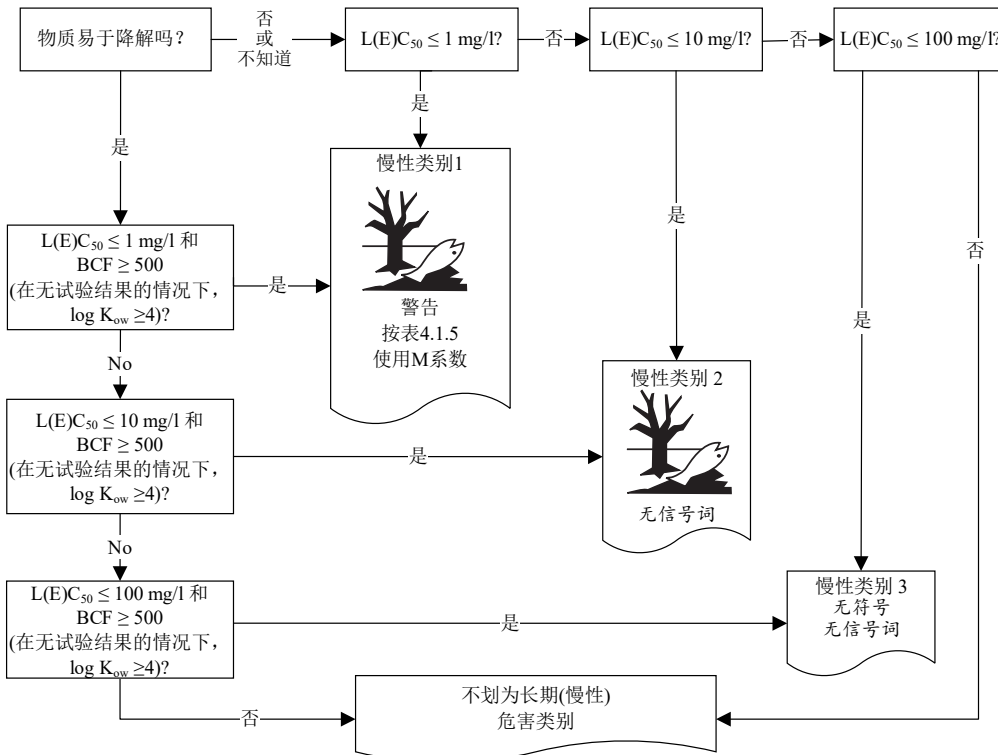 物质易于降解吗？
否
或
不知道
L(E)C₅₀ ≤ 1 mg/l?
否
L(E)C₅₀ ≤ 10 mg/l?
否
L(E)C₅₀ ≤ 100 mg/l?
是
是
是
是
否
慢性类别1
警告
按表4.1.5
使用M系数
L(E)C₅₀ ≤ 1 mg/l 和
BCF ≥ 500
(在无试验结果的情况下，
log Kₒw ≥4)?
是
No
慢性类别 2
无信号词
L(E)C₅₀ ≤ 10 mg/l 和
BCF ≥ 500
(在无试验结果的情况下，
log Kₒw ≥4)?
是
No
慢性类别 3
无符号
无信号词
L(E)C₅₀ ≤ 100 mg/l 和
BCF ≥ 500
(在无试验结果的情况下，
log Kₒw ≥4)?
是
否
不划为长期(慢性)
危害类别